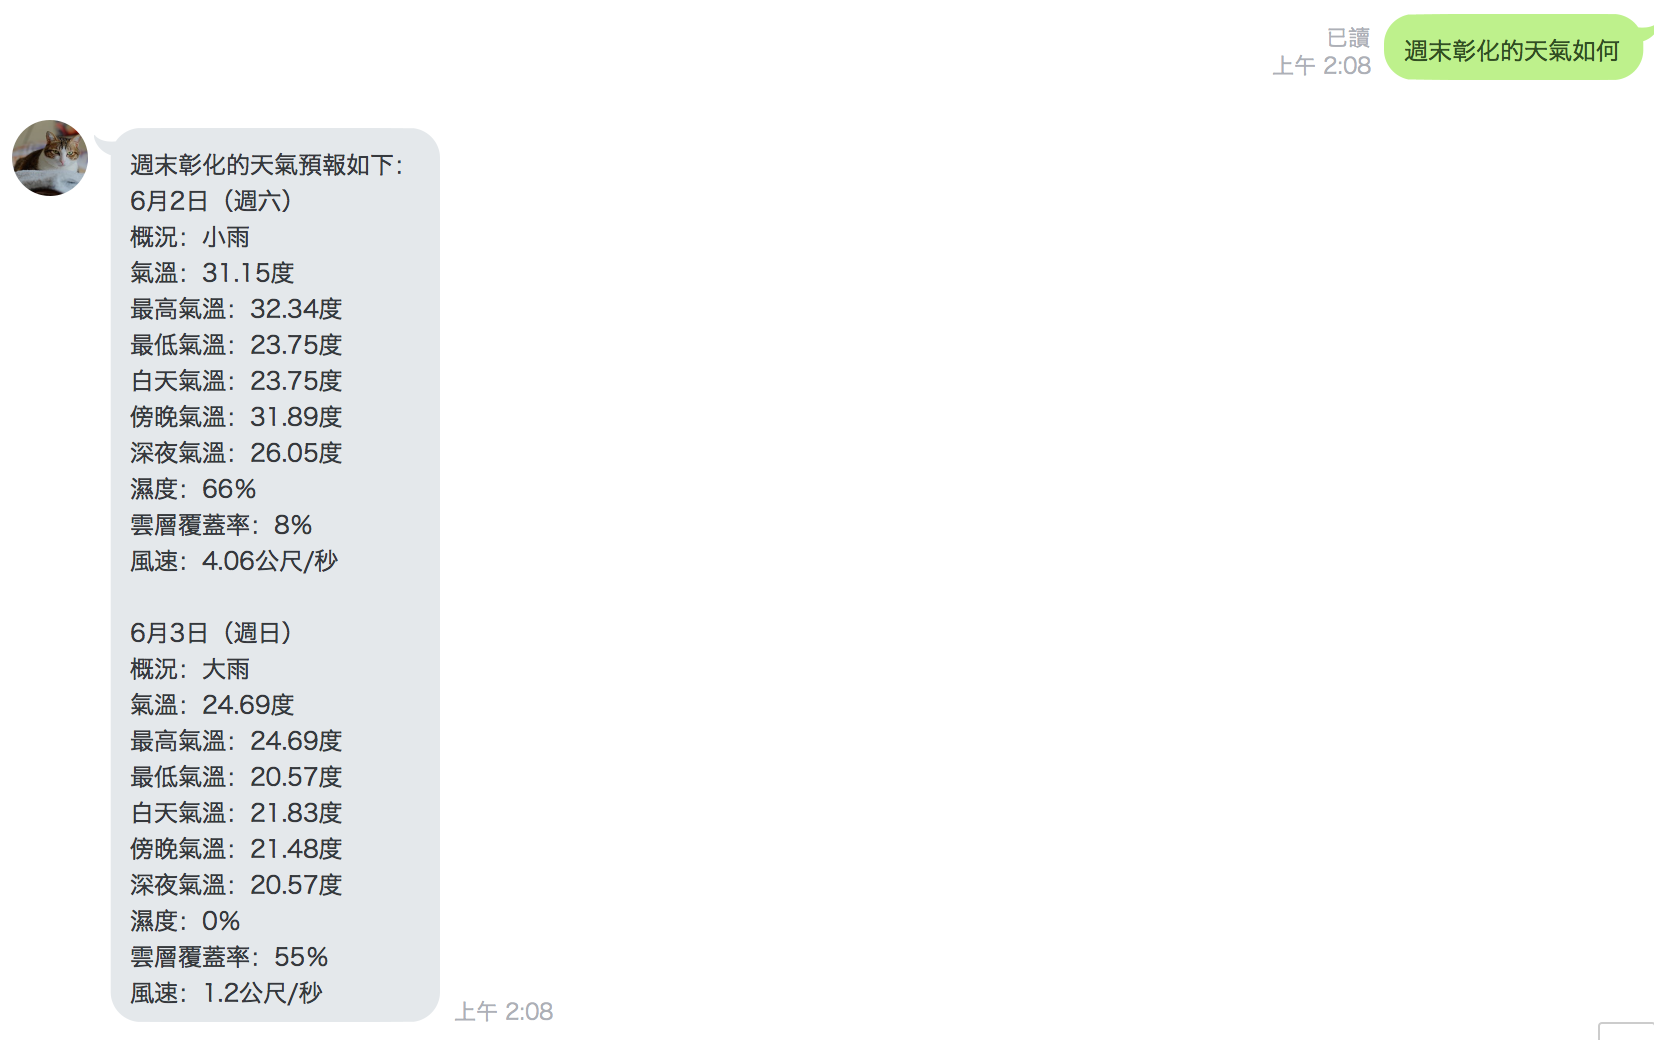 週末彰化的天氣如何
已讀
上午 2:08
週末彰化的天氣預報如下：
6月2日（週六）
概況：小雨
氣溫：31.15度
最高氣溫：32.34度
最低氣溫：23.75度
白天氣溫：23.75度
傍晚氣溫：31.89度
深夜氣溫：26.05度
濕度：66%
雲層覆蓋率：8%
風速：4.06公尺/秒
6月3日（週日）
概況：大雨
氣溫：24.69度
最高氣溫：24.69度
最低氣溫：20.57度
白天氣溫：21.83度
傍晚氣溫：21.48度
深夜氣溫：20.57度
濕度：0%
雲層覆蓋率：55%
風速：1.2公尺/秒
上午 2:08